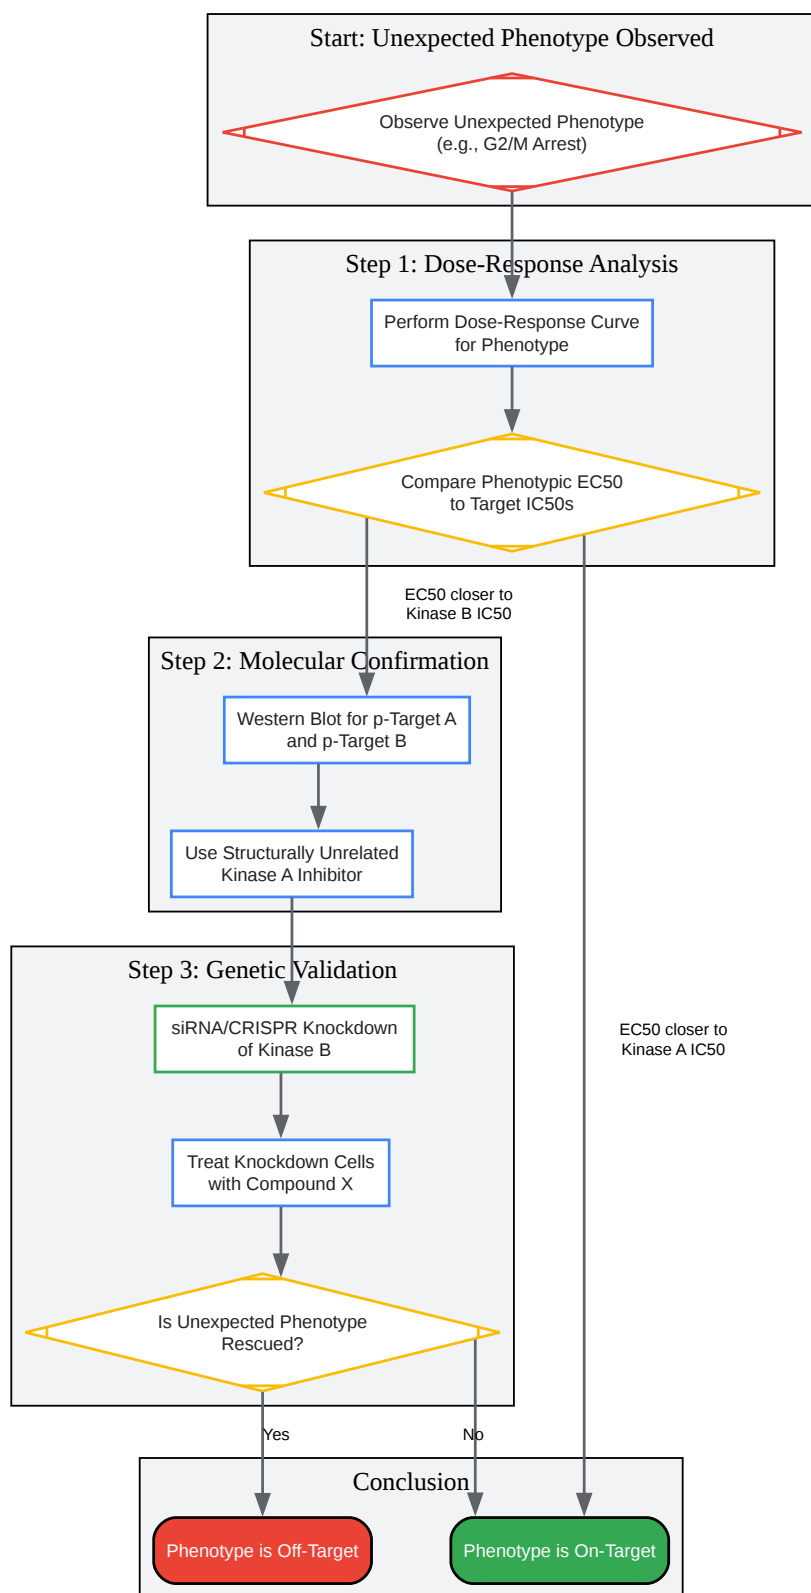 Start: Unexpected Phenotype Observed
Observe Unexpected Phenotype
(e.g., G2/M Arrest)
Step 1: Dose-Response Analysis
Perform Dose-Response Curve
for Phenotype
Compare Phenotypic EC50
to Target IC50s
EC50 closer to
Kinase B IC50
Step 2: Molecular Confirmation
Western Blot for p-Target A
and p-Target B
Use Structurally Unrelated
Kinase A Inhibitor
Step 3: Genetic Validation
siRNA/CRISPR Knockdown
of Kinase B
EC50 closer to
Kinase A IC50
Treat Knockdown Cells
with Compound X
Is Unexpected Phenotype
Rescued?
Yes
No
Conclusion
Phenotype is Off-Target
Phenotype is On-Target